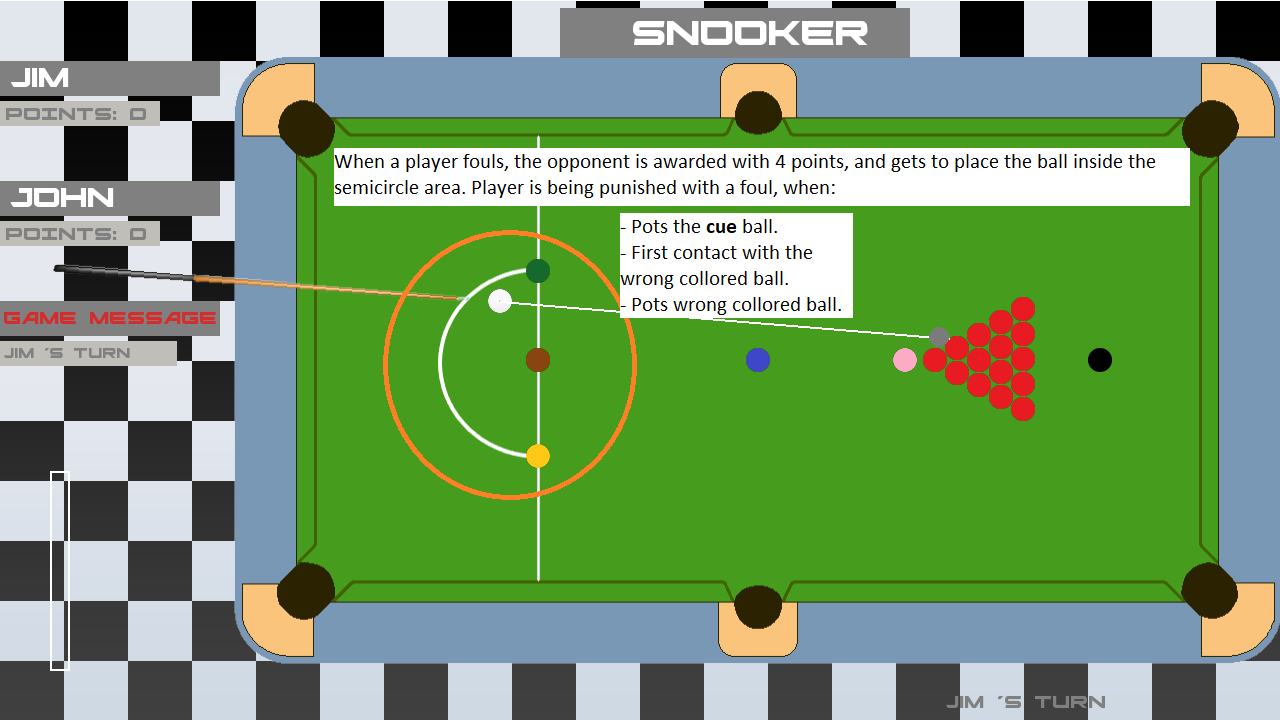 SNOOKER
JIM
POINTS: 0
JOHN
POINTS: 0
GAME MESSAGE
JIM ´S TURN
When a player fouls, the opponent is awarded with 4 points, and gets to place the ball inside the
semicircle area. Player is being punished with a foul, when:
- Pots the cue ball.
- First contact with the
wrong collored ball.
- Pots wrong collored ball.
JIM ´S TURN